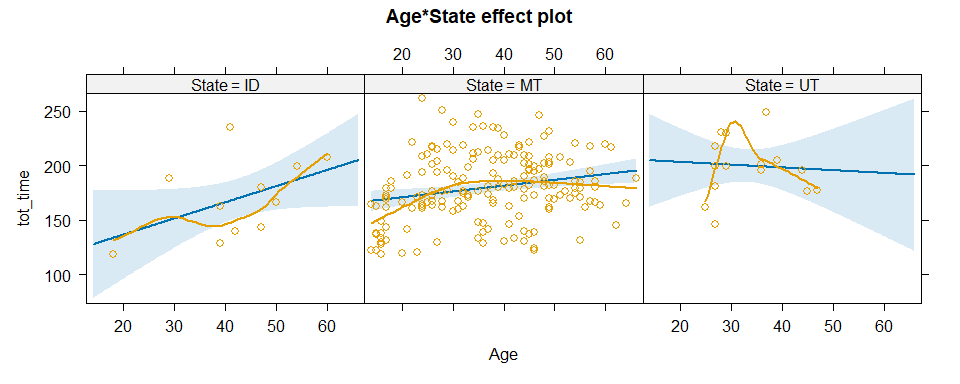 Age*State effect plot
20 30 40 50 60
State = ID State = MT State = UT
tot_time
250
200
150
100
20 30 40 50 60 20 30 40 50 60
Age